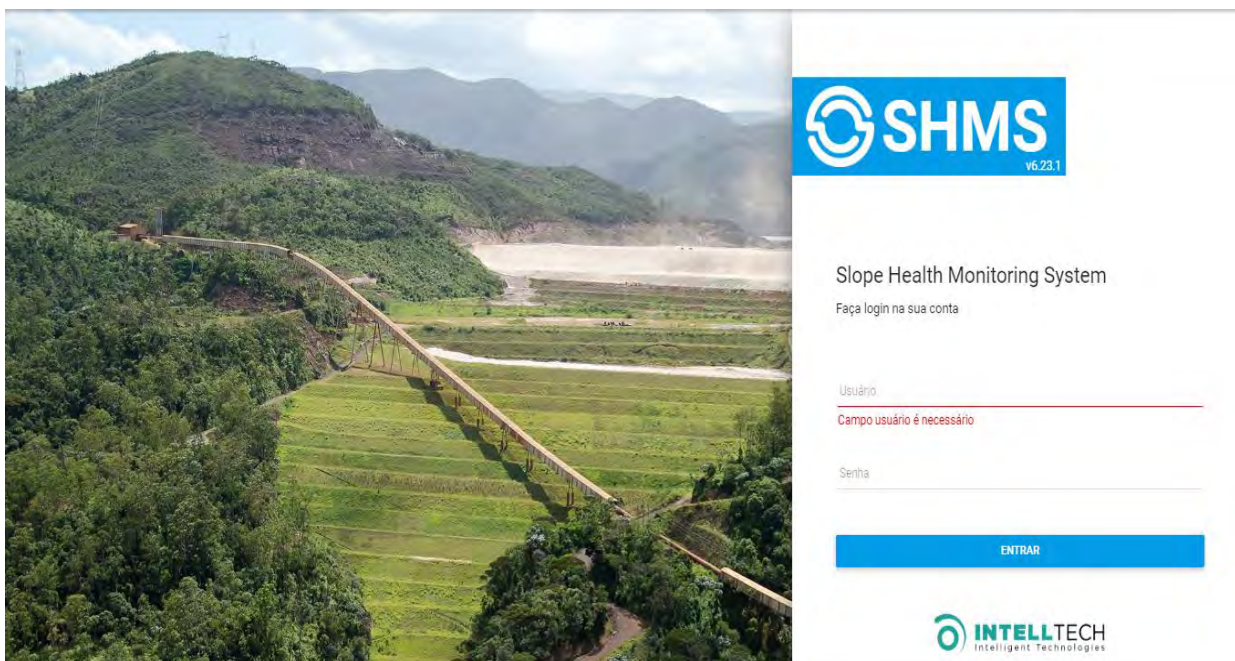 SHMS
v6.23.1
Slope Health Monitoring System
Faça login na sua conta
Usuário
Campo usuário é necessário
Senha
ENTRAR
INTELLTECH
Intelligent Technologies